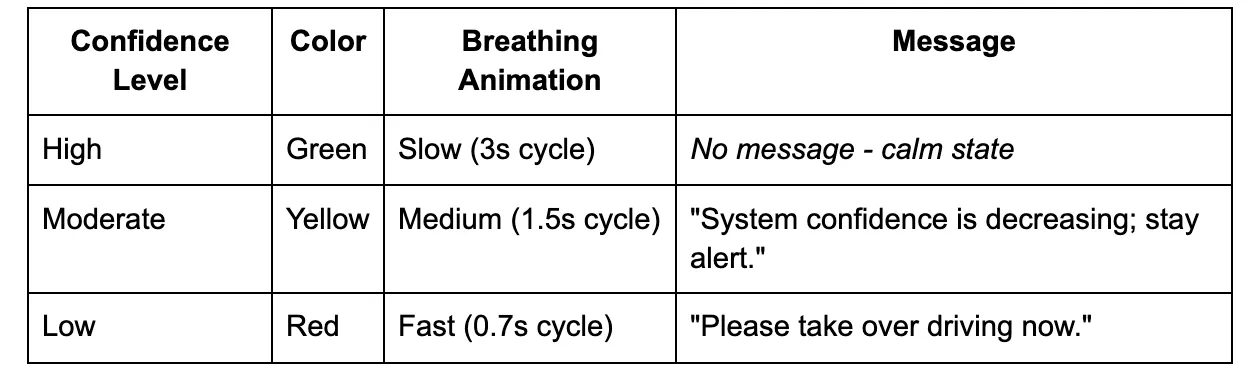 Confidence Level Color Breathing Animation Message
High Green Slow (3s cycle) No message - calm state
Moderate Yellow Medium (1.5s cycle) "System confidence is decreasing; stay alert."
Low Red Fast (0.7s cycle) "Please take over driving now."